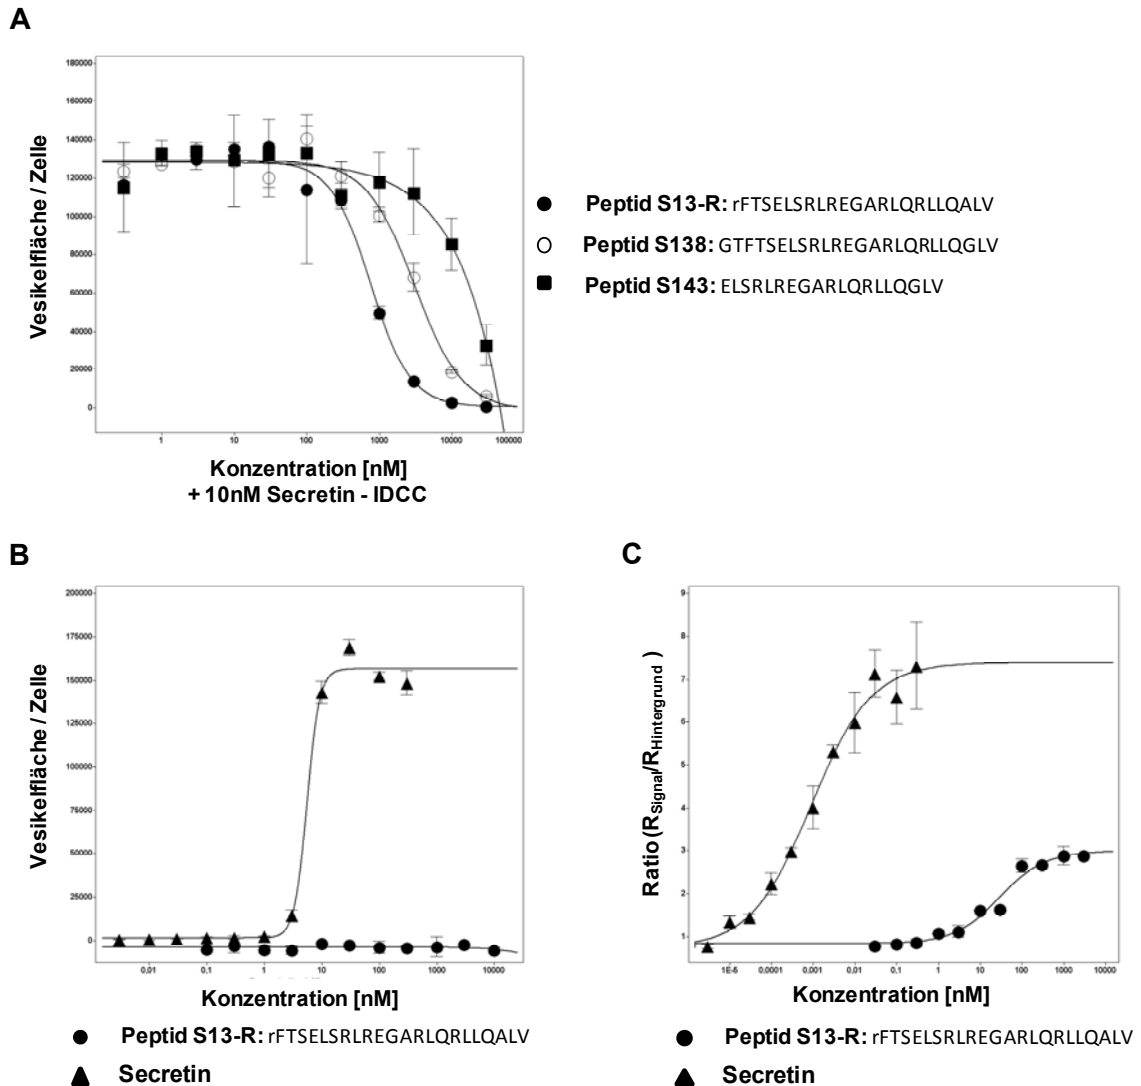 A
180000
160000
140000
120000
100000
80000
60000
40000
20000
0
Vesikelfläche / Zelle
1 10 100 1000 10000 100000
Konzentration [nM]
+ 10nM Secretin - IDCC
Peptid S13-R: rFTSELSRLREGARLQRLLQALV
Peptid S138: GTFTSELSRLREGARLQRLLQGLV
Peptid S143: ELSRLREGARLQRLLQGLV
B
200000
175000
150000
125000
100000
75000
50000
25000
0
Vesikelfläche / Zelle
0,01 0,1 1 10 100 1000 10000
Konzentration [nM]
Peptid S13-R: rFTSELSRLREGARLQRLLQALV
Secretin
C
9
8
7
6
5
4
3
2
1
Ratio (RSignal/RHintergrund )
1E-5 0,0001 0,001 0,01 0,1 1 10 100 1000 10000
Konzentration [nM]
Peptid S13-R: rFTSELSRLREGARLQRLLQALV
Secretin